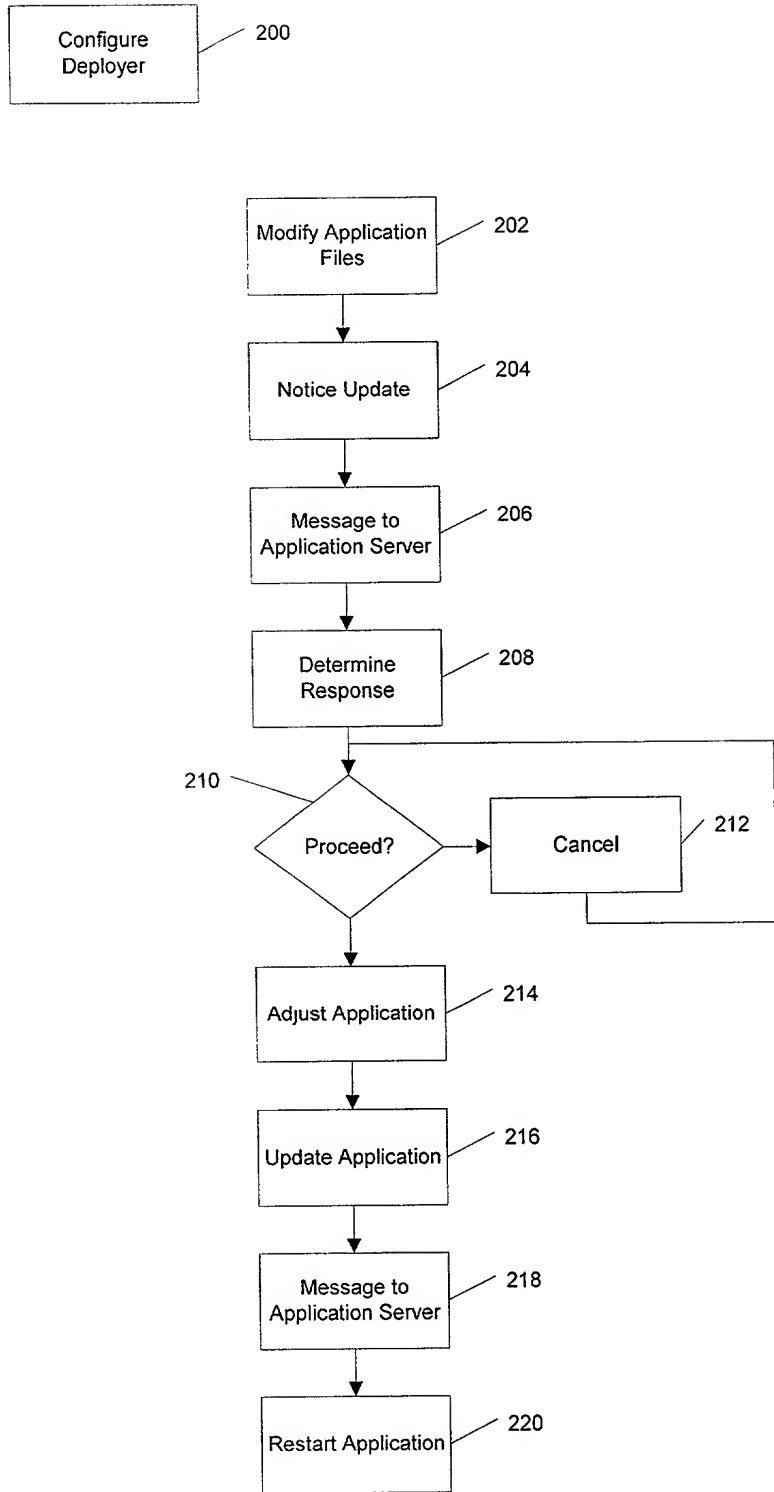 Configure
Deployer
200
Modify Application
Files
202
Notice Update
204
Message to
Application Server
206
Determine
Response
208
210
Proceed?
Cancel
212
Adjust Application
214
Update Application
216
Message to
Application Server
218
Restart Application
220